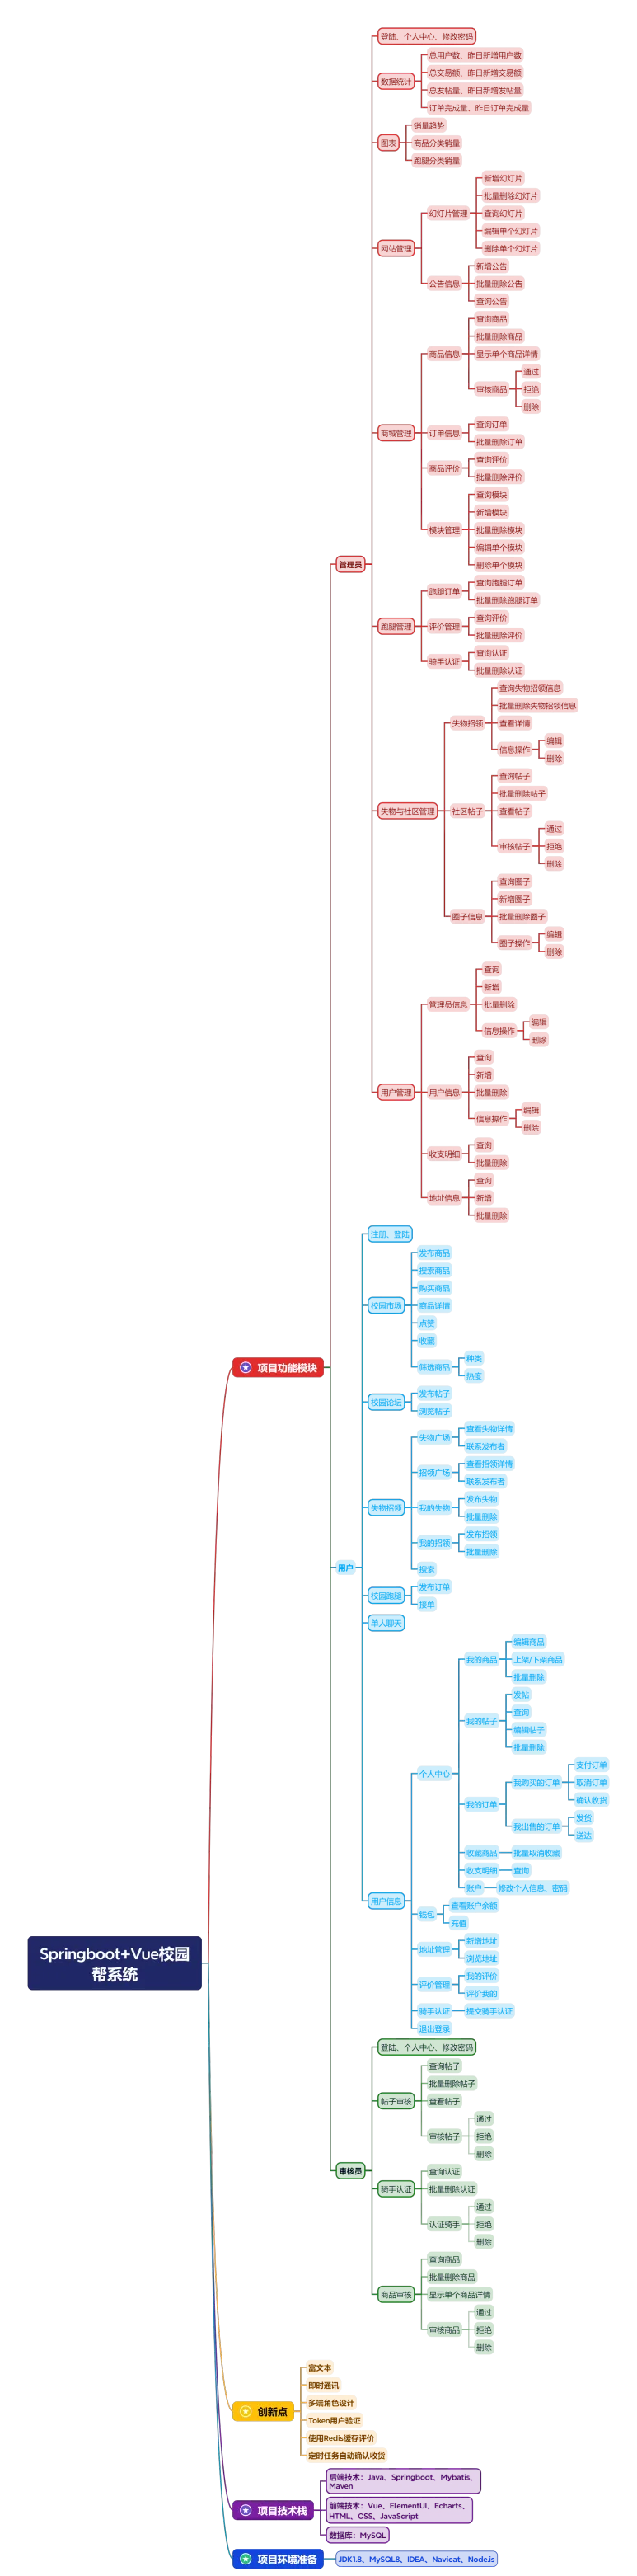 Springboot+Vue校园
帮系统
项目功能模块
管理员
登陆、个人中心、修改密码
数据统计
总用户数、昨日新增用户数
总交易额、昨日新增交易额
总发帖量、昨日新增发帖量
订单完成量、昨日订单完成量
图表
销量趋势
商品分类销量
跑腿分类销量
网站管理
幻灯片管理
新增幻灯片
批量删除幻灯片
查询幻灯片
编辑单个幻灯片
删除单个幻灯片
公告信息
新增公告
批量删除公告
查询公告
商城管理
商品信息
查询商品
批量删除商品
显示单个商品详情
审核商品
通过
拒绝
删除
订单信息
查询订单
批量删除订单
商品评价
查询评价
批量删除评价
模块管理
查询模块
新增模块
批量删除模块
编辑单个模块
删除单个模块
跑腿管理
跑腿订单
查询跑腿订单
批量删除跑腿订单
评价管理
查询评价
批量删除评价
骑手认证
查询认证
批量删除认证
失物与社区管理
失物招领
查询失物招领信息
批量删除失物招领信息
查看详情
信息操作
编辑
删除
社区帖子
查询帖子
批量删除帖子
查看帖子
审核帖子
通过
拒绝
删除
圈子信息
查询圈子
新增圈子
批量删除圈子
圈子操作
编辑
删除
用户管理
管理员信息
查询
新增
批量删除
信息操作
编辑
删除
用户信息
查询
新增
批量删除
信息操作
编辑
删除
收支明细
查询
批量删除
地址信息
查询
新增
批量删除
用户
注册、登陆
校园市场
发布商品
搜索商品
购买商品
商品详情
点赞
收藏
筛选商品
种类
热度
校园论坛
发布帖子
浏览帖子
失物招领
失物广场
查看失物详情
联系发布者
招领广场
查看招领详情
联系发布者
我的失物
发布失物
批量删除
我的招领
发布招领
批量删除
搜索
校园跑腿
发布订单
接单
单人聊天
用户信息
个人中心
我的商品
编辑商品
上架/下架商品
批量删除
我的帖子
发帖
查询
编辑帖子
批量删除
我的订单
我购买的订单
支付订单
取消订单
确认收货
我出售的订单
发货
送达
收藏商品
批量取消收藏
收支明细
查询
账户
修改个人信息、密码
钱包
查看账户余额
充值
地址管理
新增地址
浏览地址
评价管理
我的评价
评价我的
骑手认证
提交骑手认证
退出登录
审核员
登陆、个人中心、修改密码
帖子审核
查询帖子
批量删除帖子
查看帖子
审核帖子
通过
拒绝
删除
骑手认证
查询认证
批量删除认证
认证骑手
通过
拒绝
删除
商品审核
查询商品
批量删除商品
显示单个商品详情
审核商品
通过
拒绝
删除
创新点
富文本
即时通讯
多端角色设计
Token用户验证
使用Redis缓存评价
定时任务自动确认收货
项目技术栈
后端技术：Java、Springboot、Mybatis、
Maven
前端技术：Vue、ElementUI、Echarts、
HTML、CSS、JavaScript
数据库：MySQL
项目环境准备
JDK1.8、MySQL8、IDEA、Navicat、Node.js